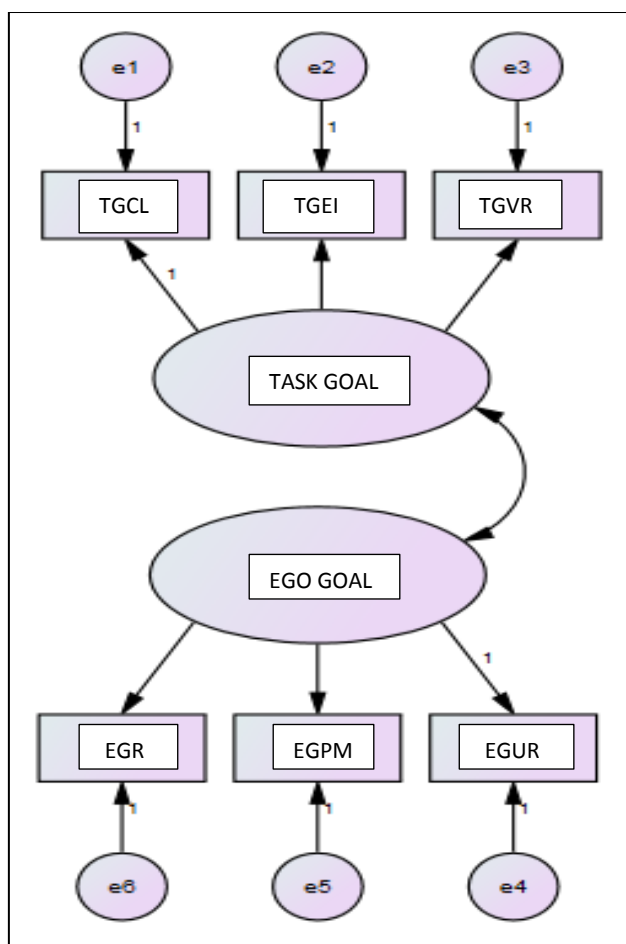 e1 e2 e3
1 1 1
TGCL TGEI TGVR
1
TASK GOAL
EGO GOAL
1
EGR EGPM EGUR
1 1 1
e6 e5 e4